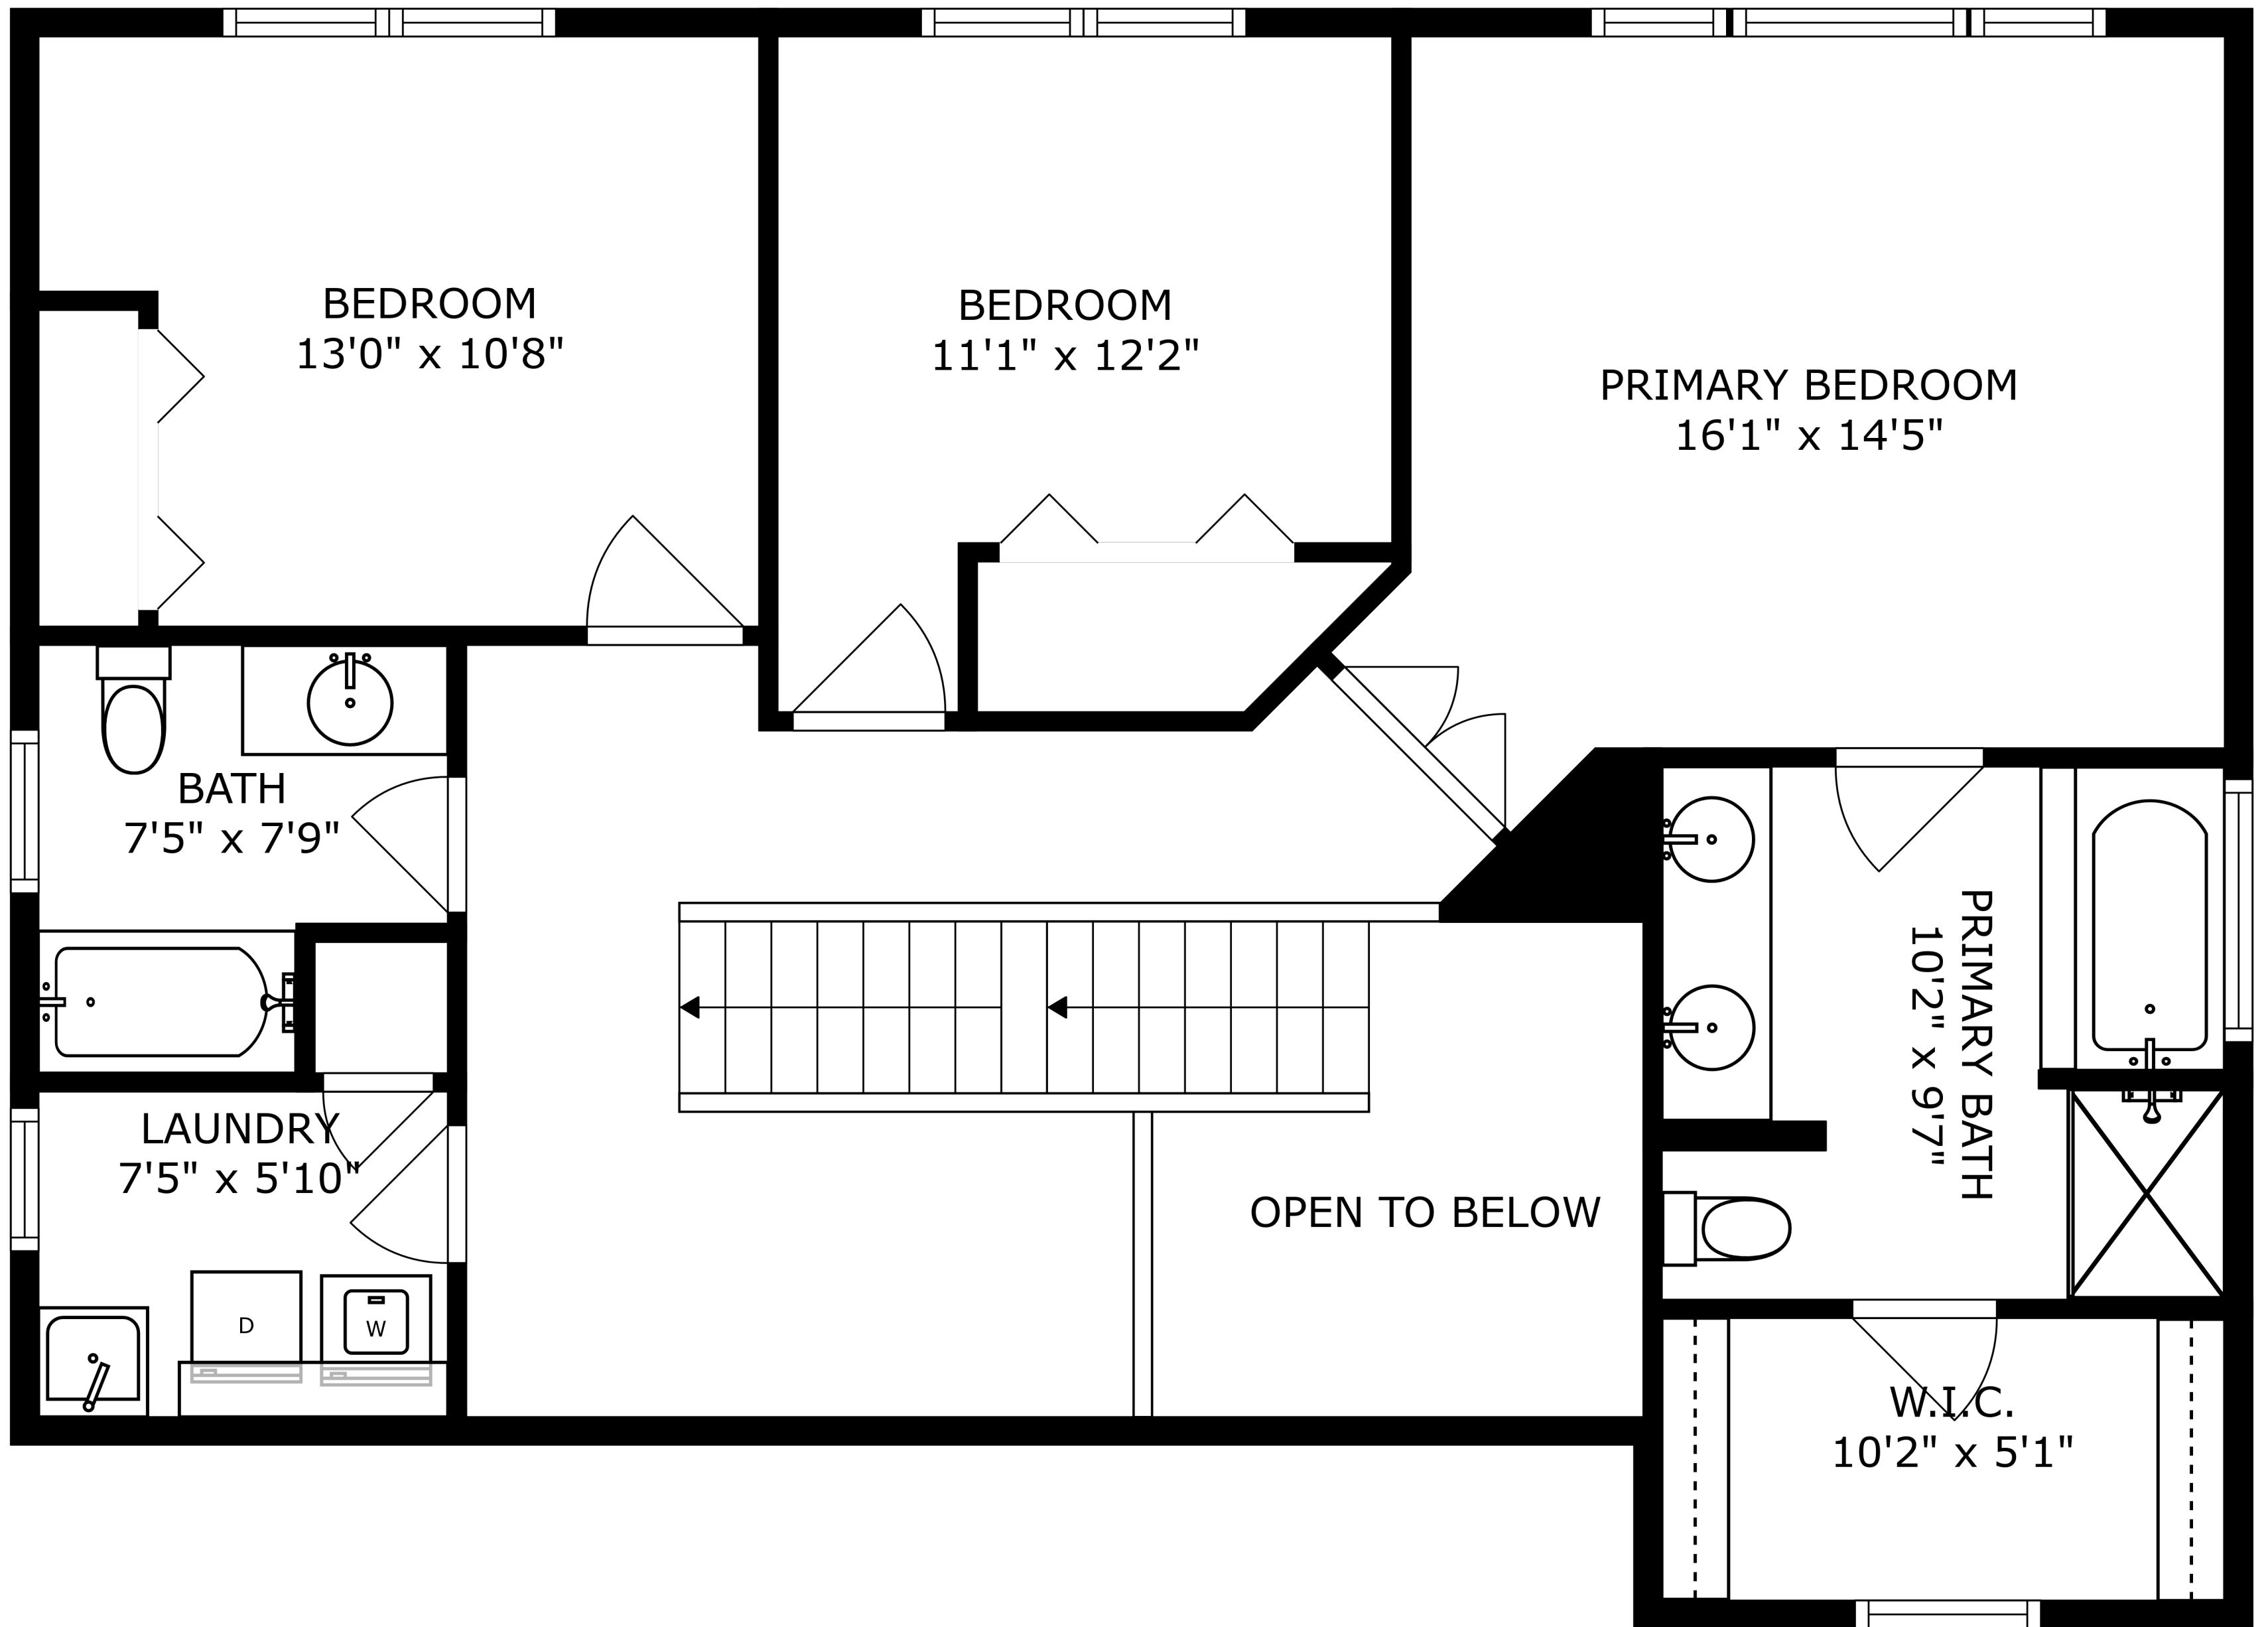 BEDROOM
13'0" x 10'8"
BEDROOM
11'1" x 12'2"
PRIMARY BEDROOM
16'1" x 14'5"
BATH
7'5" x 7'9"
PRIMARY BATH
10'2" x 9'7"
LAUNDRY
7'5" x 5'10"
OPEN TO BELOW
D
W
W.I.C.
10'2" x 5'1"